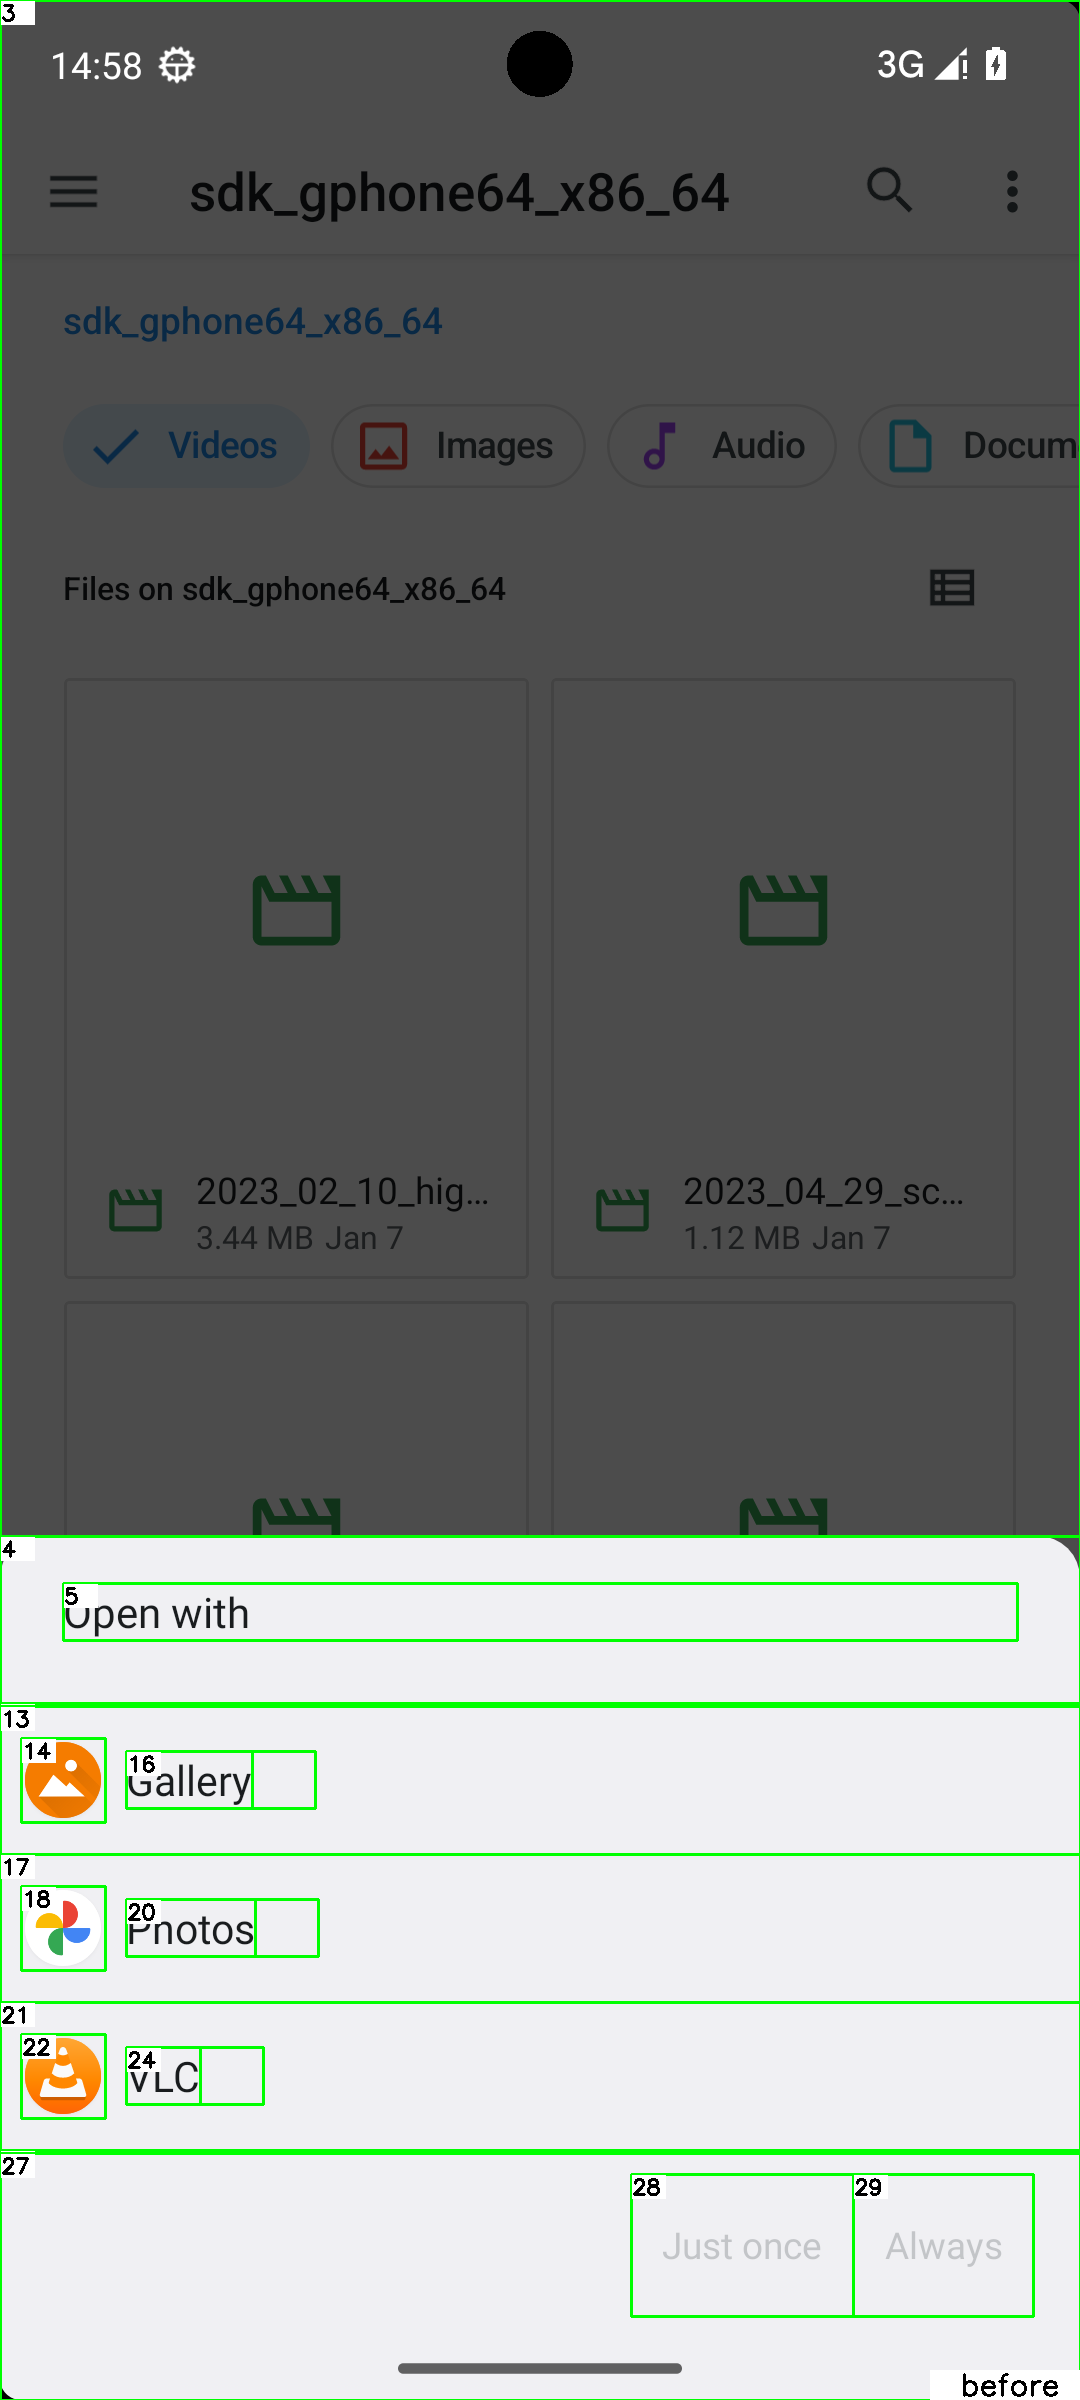 3
14:58
3G
sdk_gphone64_x86_64
sdk_gphone64_x86_64
Videos
Images
Audio
Docum
Files on sdk_gphone64_x86_64
2023_02_10_hig...
3.44 MB Jan 7
2023_04_29_sc...
1.12 MB Jan 7
4
5
Open with
13
14
16
Gallery
17
18
20
Photos
21
22
24
VLC
27
28
29
Just once
Always
before